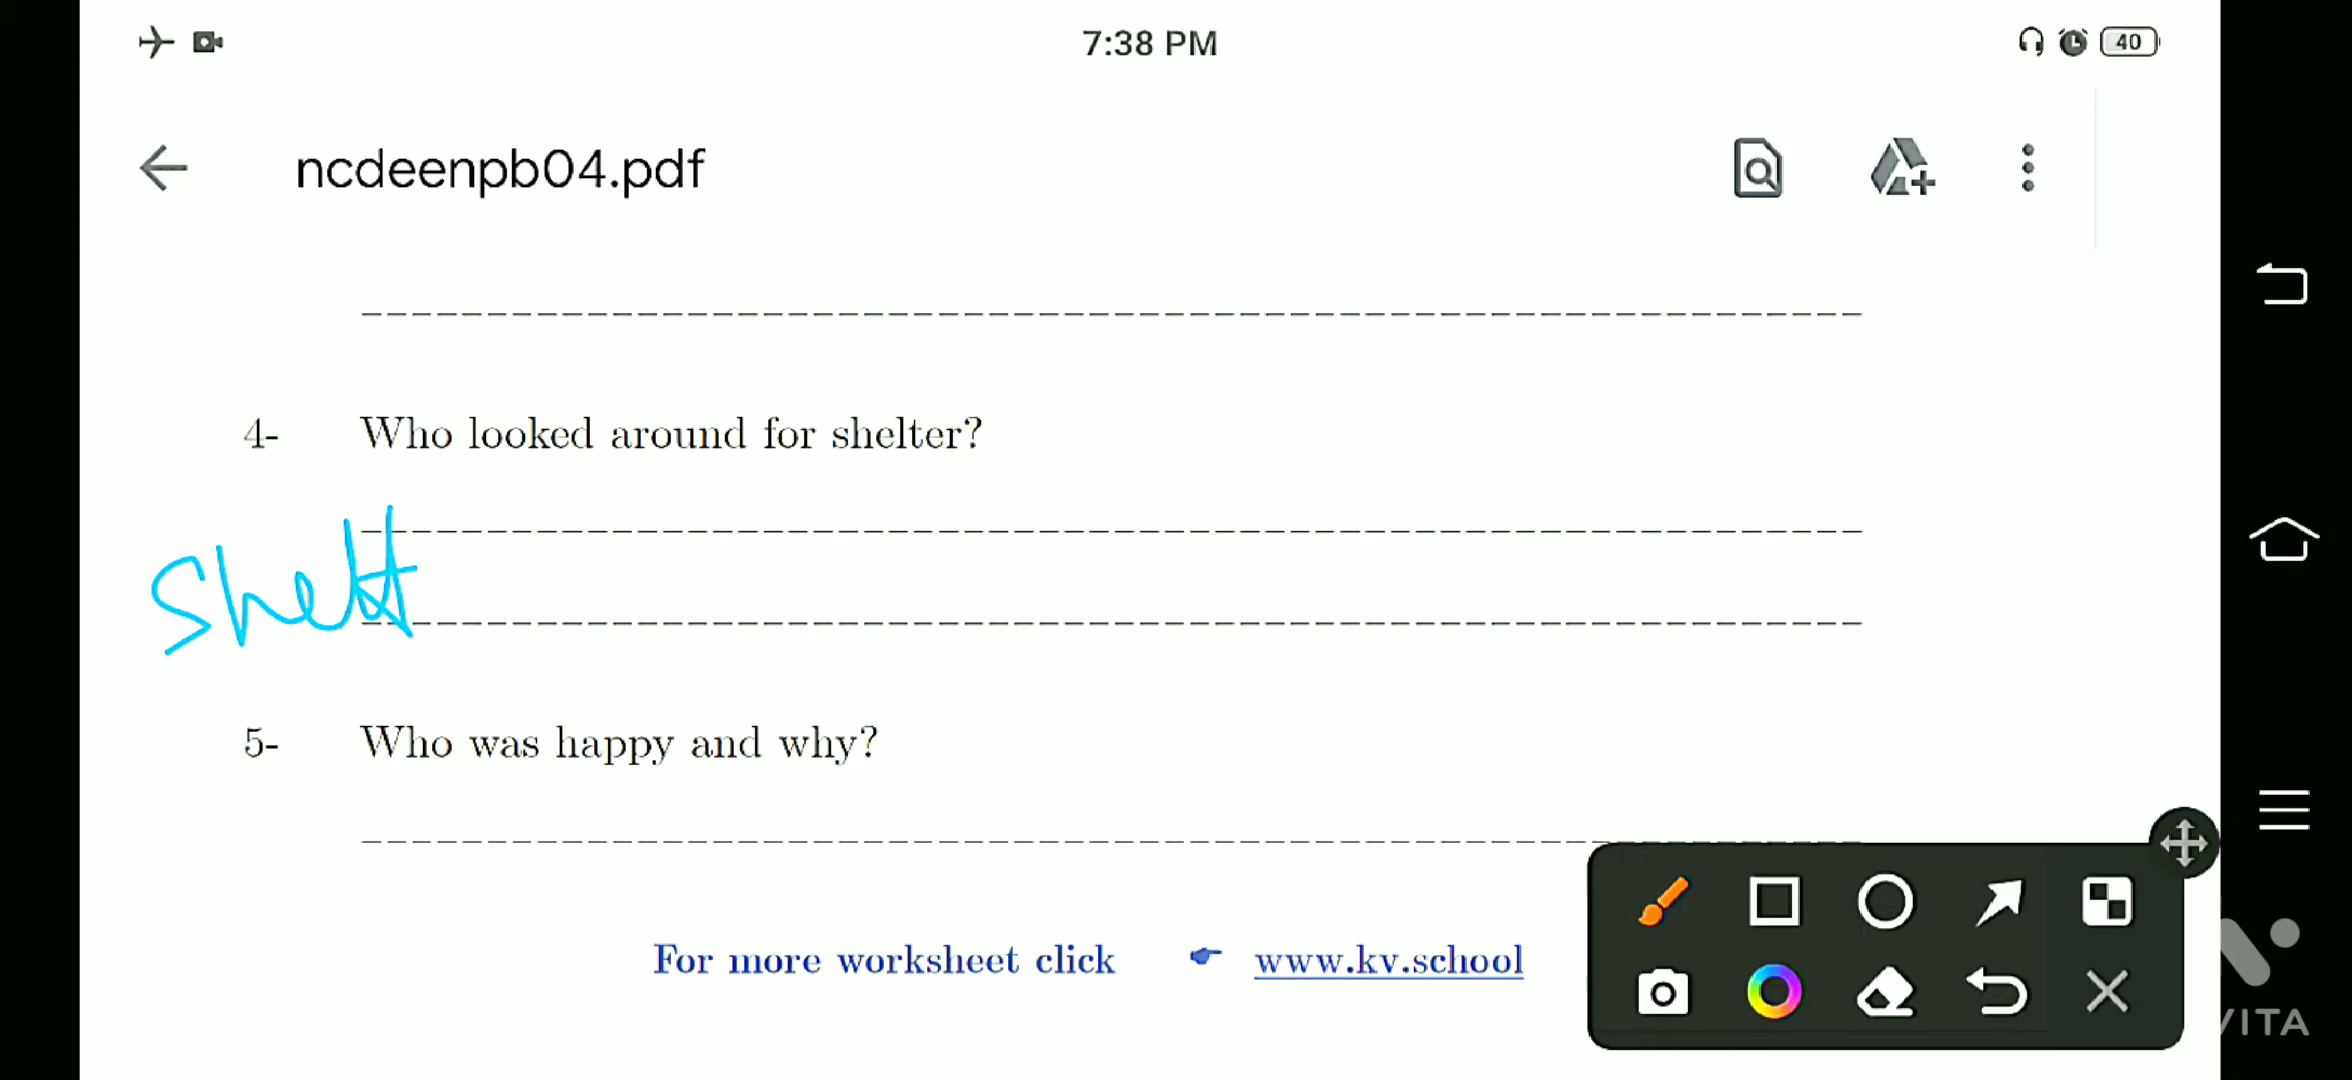 7:38 PM
40
ncdeenpb04.pdf
4- Who looked around for shelter?
Shelt
5- Who was happy and why?
For more worksheet click ☛ www.kv.school
VITA